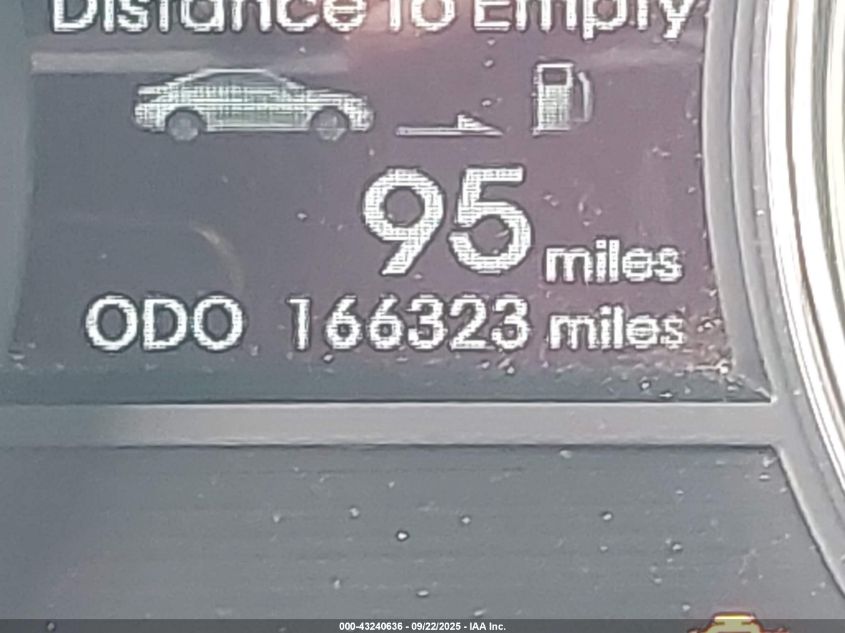 Distance To Empty
95 miles
ODO 166323 miles
000-43240636 - 09/22/2025 - IAA Inc.